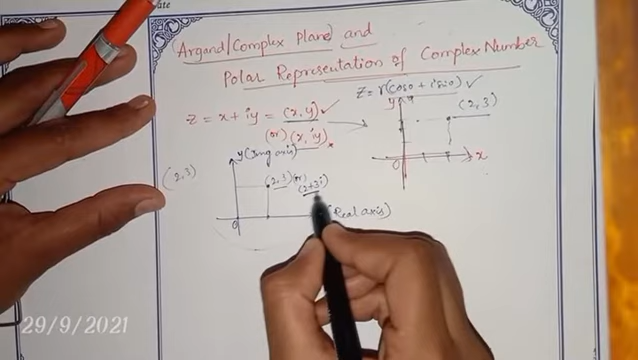 ate
(Argand/Complex Plane) and
Polar Representation of Complex Number
z = x + iy = (x, y) ✓
(or) (x, iy)
z = r(cosθ + i sinθ) ✓
y
(2, 3)
0
x
y (Img axis)
(2, 3) (or)
(2+3i)
(Real axis)
0
(2, 3)
29/9/2021